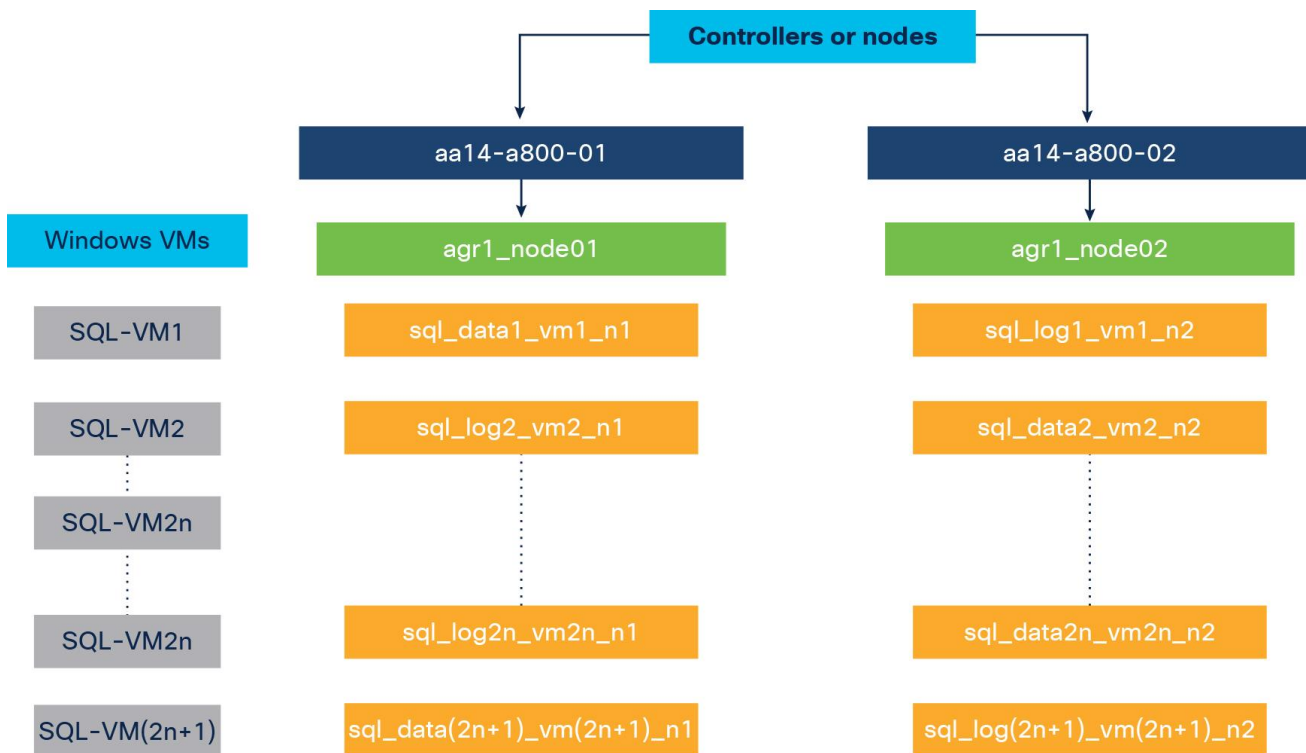 Controllers or nodes
aa14-a800-01
aa14-a800-02
Windows VMs
agr1_node01
agr1_node02
SQL-VM1
sql_data1_vm1_n1
sql_log1_vm1_n2
SQL-VM2
sql_log2_vm2_n1
sql_data2_vm2_n2
SQL-VM2n
SQL-VM2n
sql_log2n_vm2n_n1
sql_data2n_vm2n_n2
SQL-VM(2n+1)
sql_data(2n+1)_vm(2n+1)_n1
sql_log(2n+1)_vm(2n+1)_n2